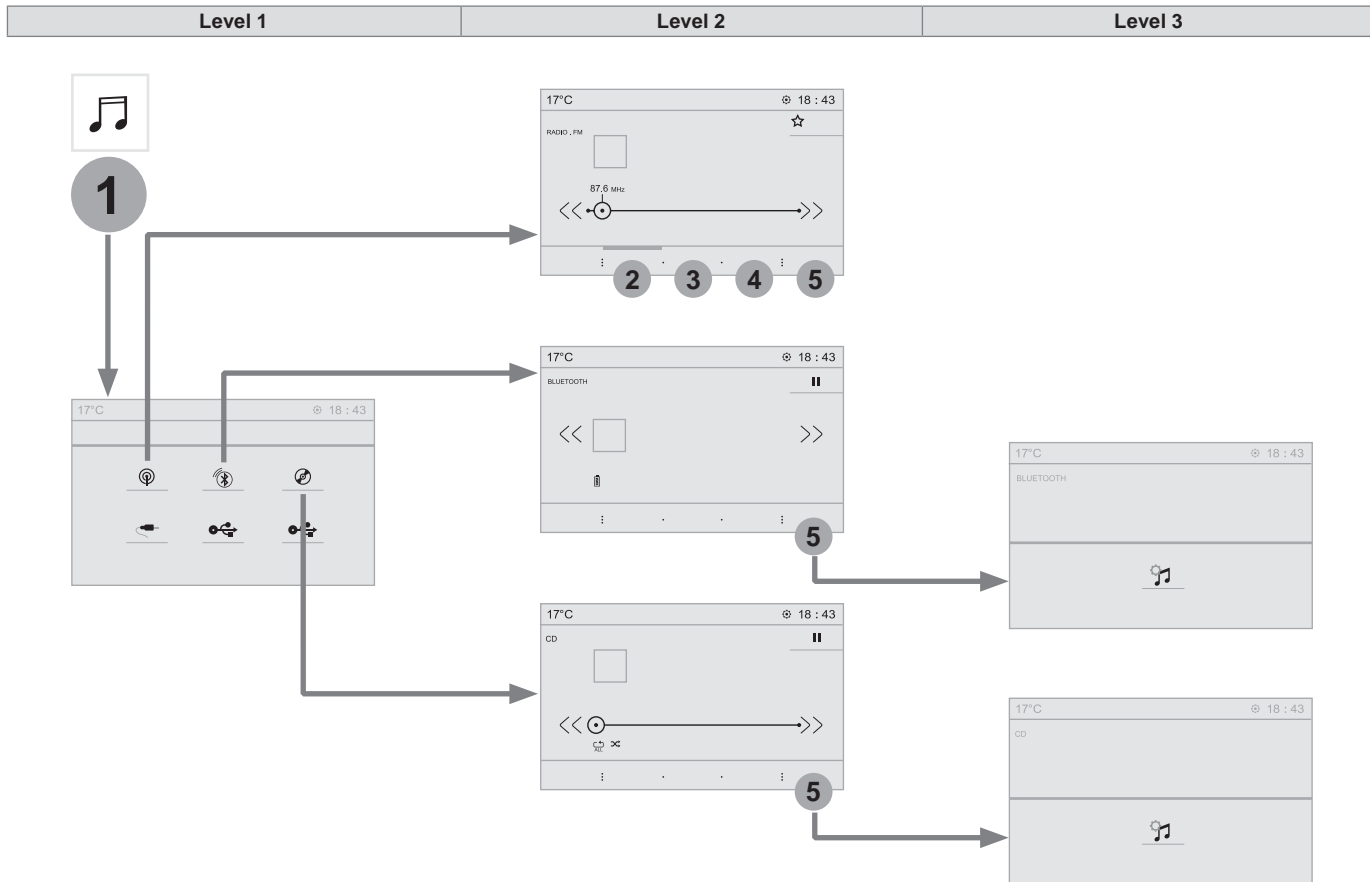 Level 1 Level 2 Level 3
1
17°C 18 : 43
17°C 18 : 43
RADIO . FM
87.6 MHz
2 3 4 5
17°C 18 : 43
BLUETOOTH
5
17°C 18 : 43
CD
ALL
5
17°C 18 : 43
BLUETOOTH
17°C 18 : 43
CD